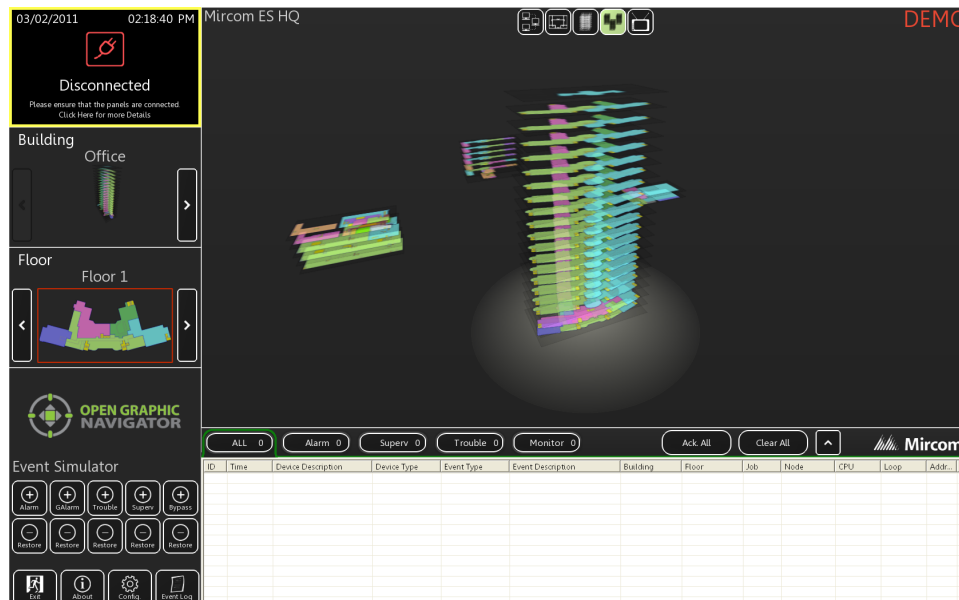 03/02/2011 02:18:40 PM
Disconnected
Please ensure that the panels are connected.
Click Here for more Details
Building
Office
Floor
Floor 1
OPEN GRAPHIC
NAVIGATOR
Event Simulator
Alarm GAlarm Trouble Superv Bypass
Restore Restore Restore Restore Restore
Exit About Config. Event Log
Mircom ES HQ
DEMO
ALL 0 Alarm 0 Superv 0 Trouble 0 Monitor 0 Ack. All Clear All Mircom
ID Time Device Description Device Type Event Type Event Description Building Floor Job Node CPU Loop Addr...